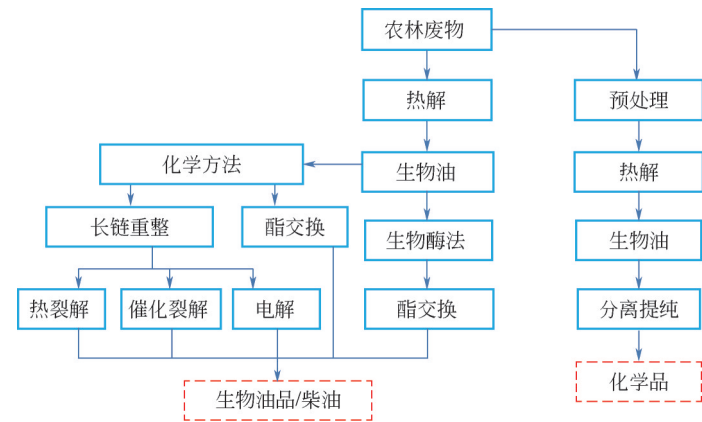 农林废物
热解
预处理
化学方法
生物油
热解
长链重整
酯交换
生物酶法
生物油
热裂解
催化裂解
电解
酯交换
分离提纯
生物油品/柴油
化学品